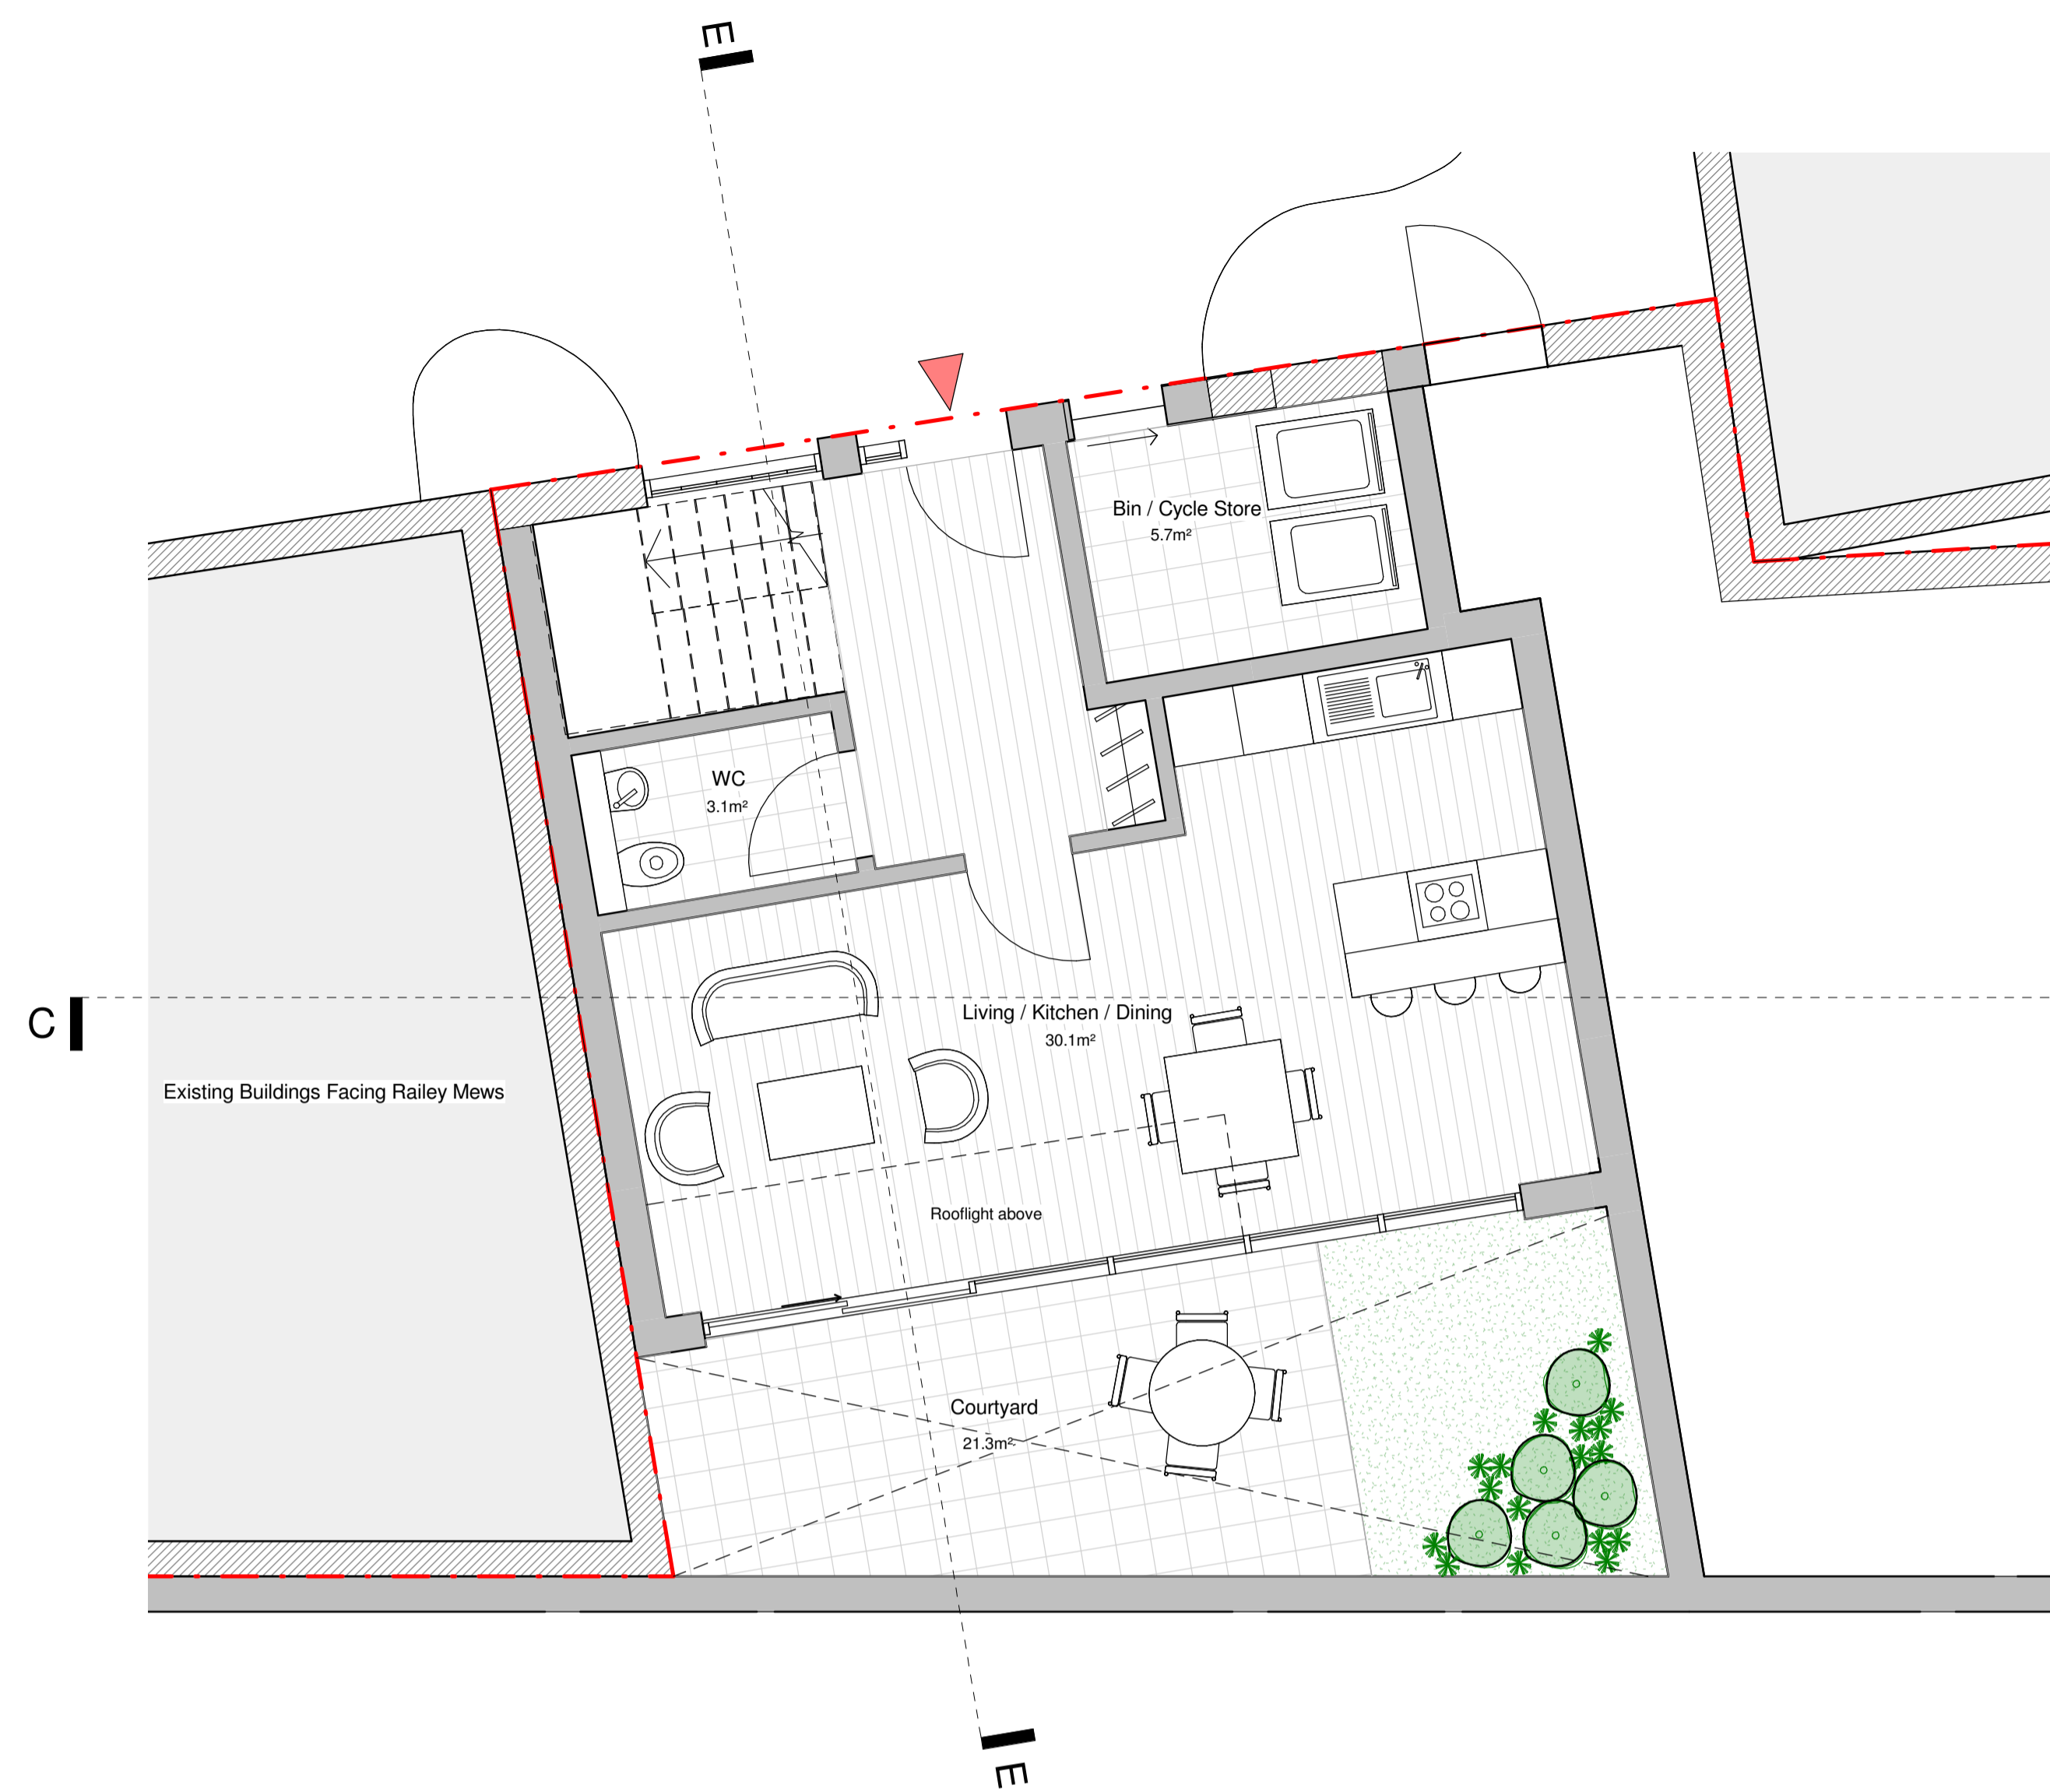 E
Bin / Cycle Store
5.7m²
WC
3.1m²
Living / Kitchen / Dining
30.1m²
C
Existing Buildings Facing Railey Mews
Rooflight above
Courtyard
21.3m²
E